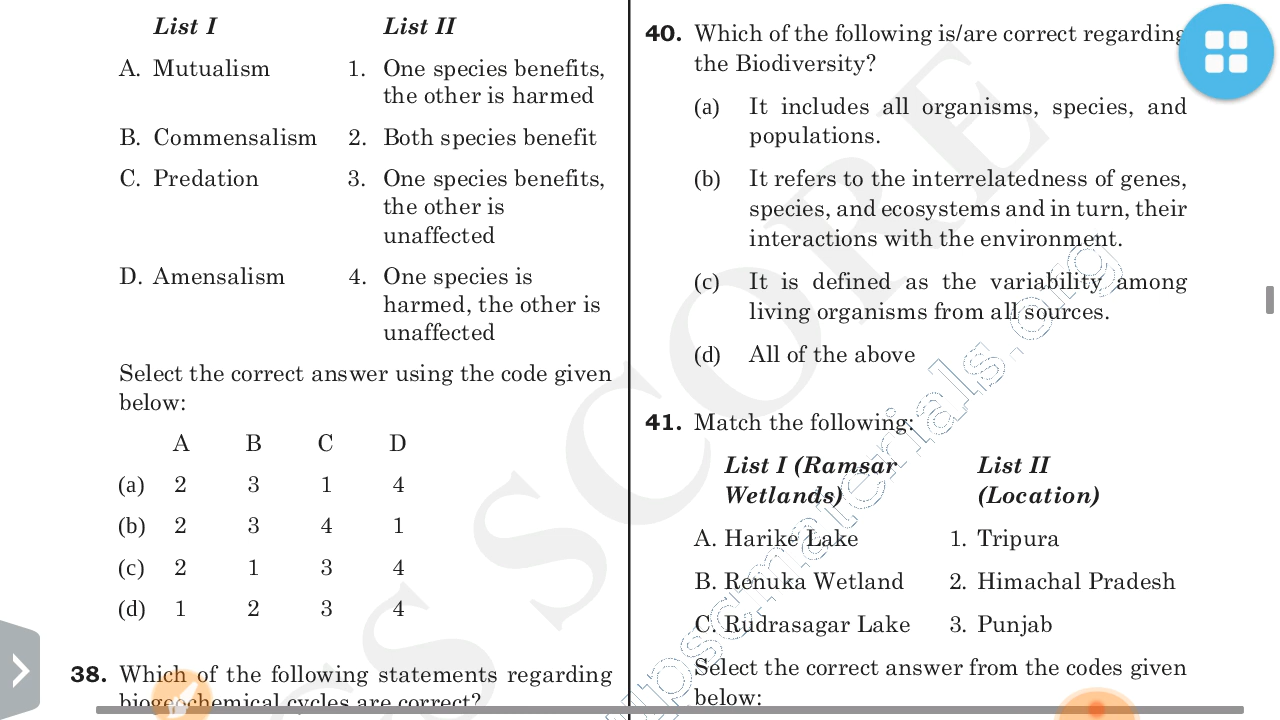 List I List II
A. Mutualism 1. One species benefits,
the other is harmed
B. Commensalism 2. Both species benefit
C. Predation 3. One species benefits,
the other is
unaffected
D. Amensalism 4. One species is
harmed, the other is
unaffected
Select the correct answer using the code given
below:
A B C D
(a) 2 3 1 4
(b) 2 3 4 1
(c) 2 1 3 4
(d) 1 2 3 4
38. Which of the following statements regarding
biogeochemical cycles are correct?
40. Which of the following is/are correct regarding
the Biodiversity?
(a) It includes all organisms, species, and
populations.
(b) It refers to the interrelatedness of genes,
species, and ecosystems and in turn, their
interactions with the environment.
(c) It is defined as the variability among
living organisms from all sources.
(d) All of the above
41. Match the following:
List I (Ramsar List II
Wetlands) (Location)
A. Harike Lake 1. Tripura
B. Renuka Wetland 2. Himachal Pradesh
C. Rudrasagar Lake 3. Punjab
Select the correct answer from the codes given
below:
S SCORE
upscmaterials.org